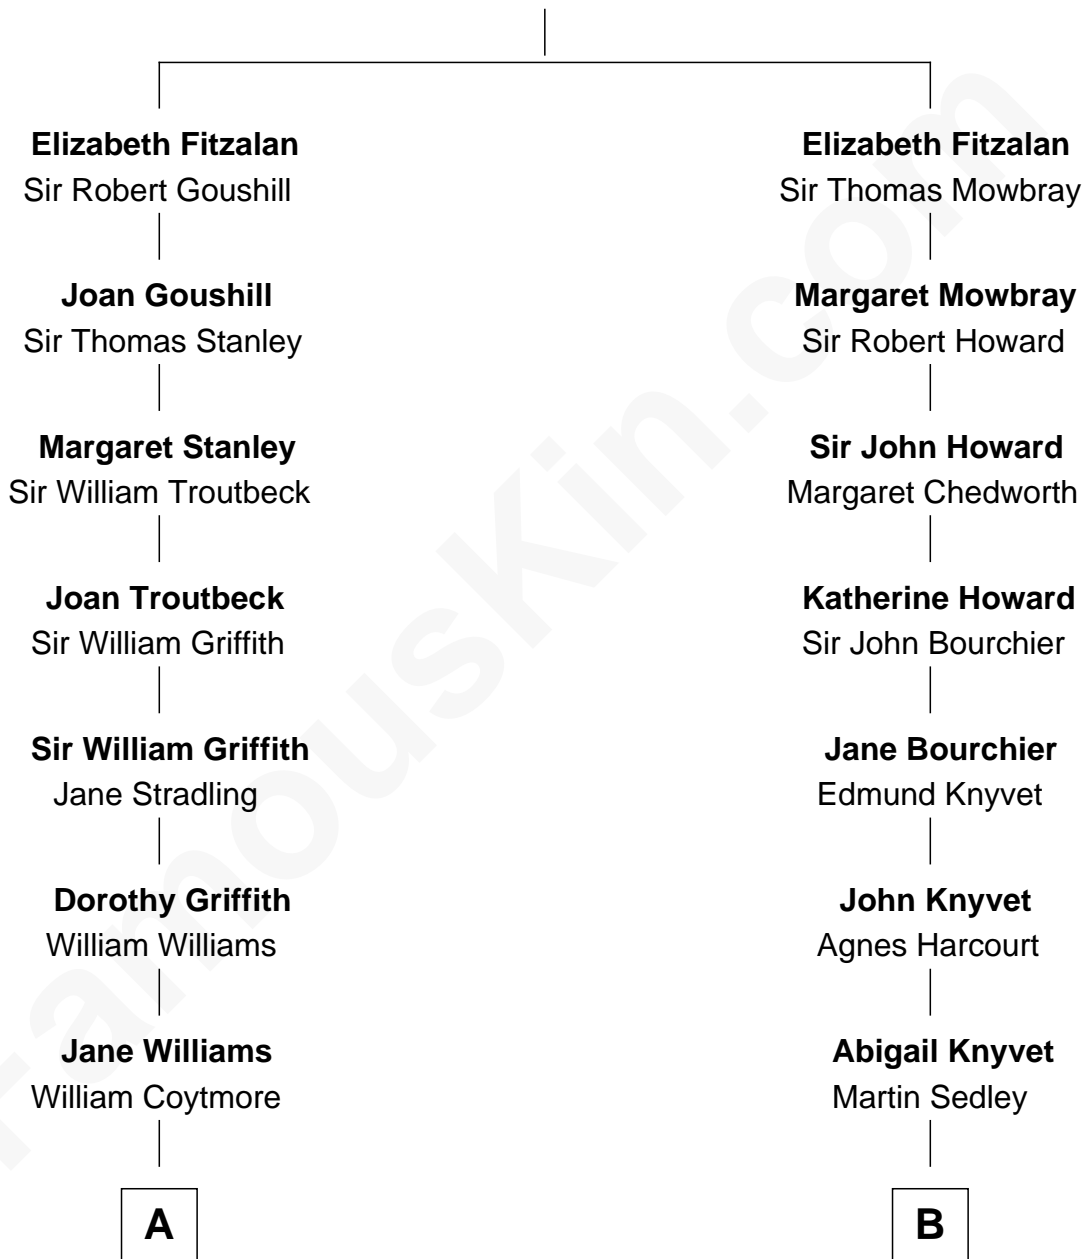 Elizabeth Fitzalan
Sir Robert Goushill
Joan Goushill
Sir Thomas Stanley
Margaret Stanley
Sir William Troutbeck
Joan Troutbeck
Sir William Griffith
Sir William Griffith
Jane Stradling
Dorothy Griffith
William Williams
Jane Williams
William Coytmore
A
Elizabeth Fitzalan
Sir Thomas Mowbray
Margaret Mowbray
Sir Robert Howard
Sir John Howard
Margaret Chedworth
Katherine Howard
Sir John Bourchier
Jane Bourchier
Edmund Knyvet
John Knyvet
Agnes Harcourt
Abigail Knyvet
Martin Sedley
B
FamousKin.com